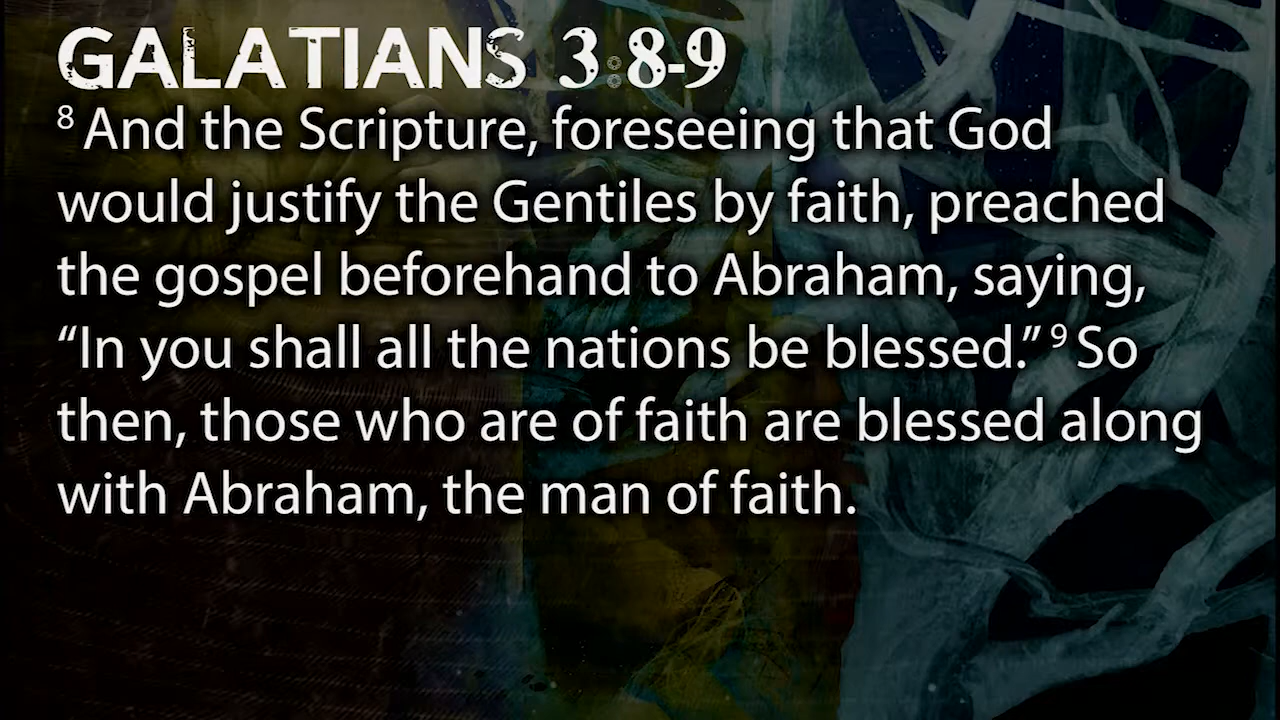 GALATIANS 3:8-9
8 And the Scripture, foreseeing that God
would justify the Gentiles by faith, preached
the gospel beforehand to Abraham, saying,
“In you shall all the nations be blessed.” 9 So
then, those who are of faith are blessed along
with Abraham, the man of faith.